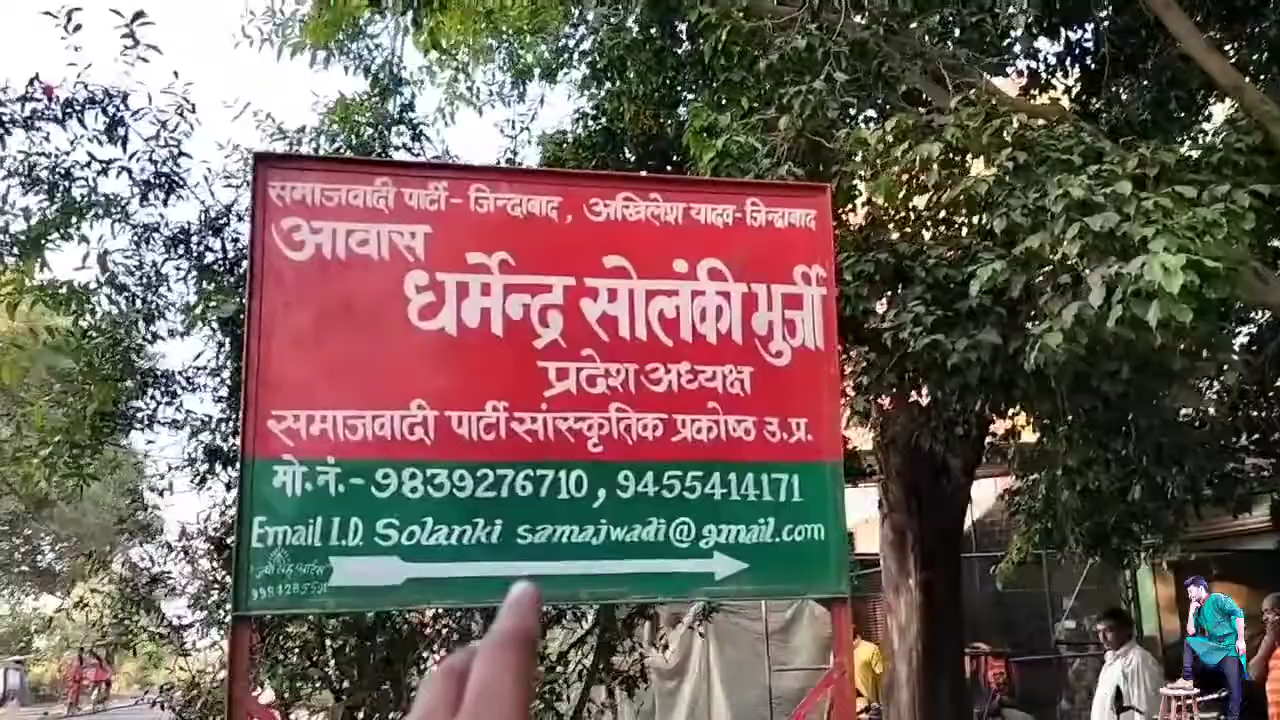 समाजवादी पार्टी - जिन्दाबाद, अखिलेश यादव - जिन्दाबाद
आवास
धर्मेन्द्र सोलंकी भुर्जी
प्रदेश अध्यक्ष
समाजवादी पार्टी सांस्कृतिक प्रकोष्ठ उ.प्र.
मो. नं. - 9839276710, 9455414171
Email I.D. Solanki samajwadi@gmail.com